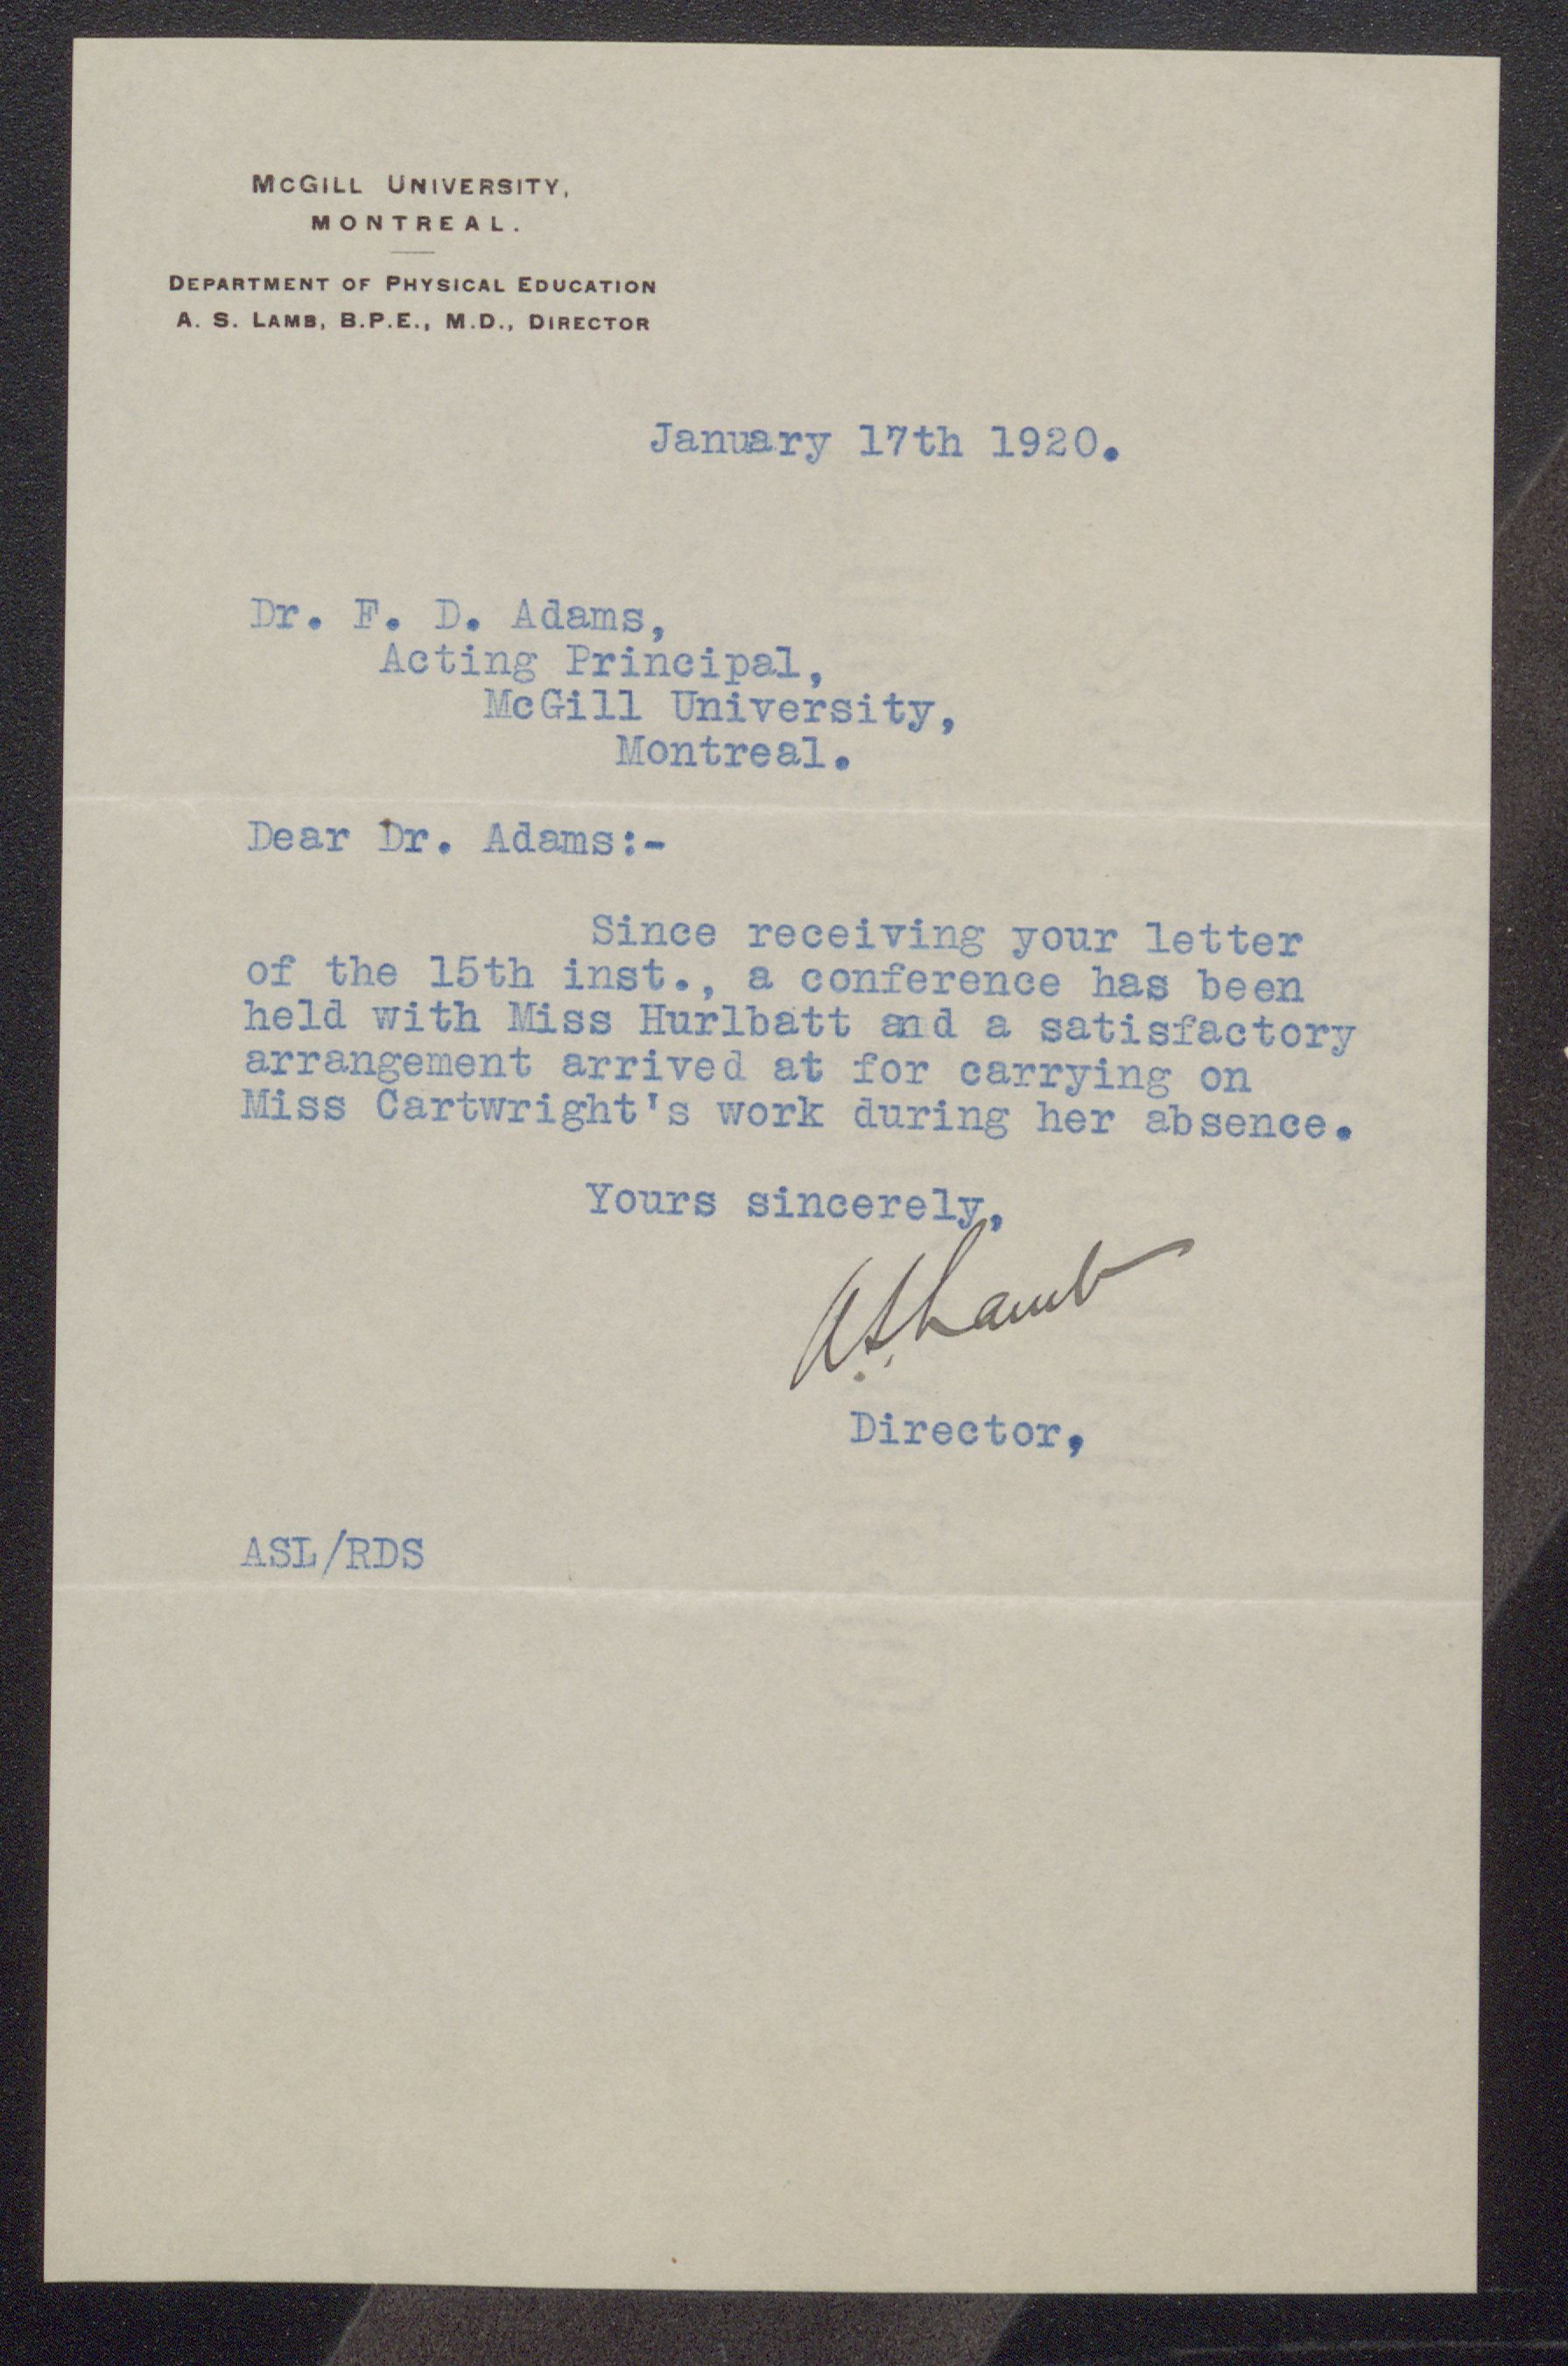 McGill University,
Montreal.
Department of Physical Education
A. S. Lamb, B.P.E., M.D., Director
January 17th 1920.
Dr. F. D. Adams,
Acting Principal,
McGill University,
Montreal.
Dear Dr. Adams:-
Since receiving your letter
of the 15th inst., a conference has been
held with Miss Hurlbatt and a satisfactory
arrangement arrived at for carrying on
Miss Cartwright's work during her absence.
Yours sincerely,
A.S. Lamb
Director,
ASL/RDS